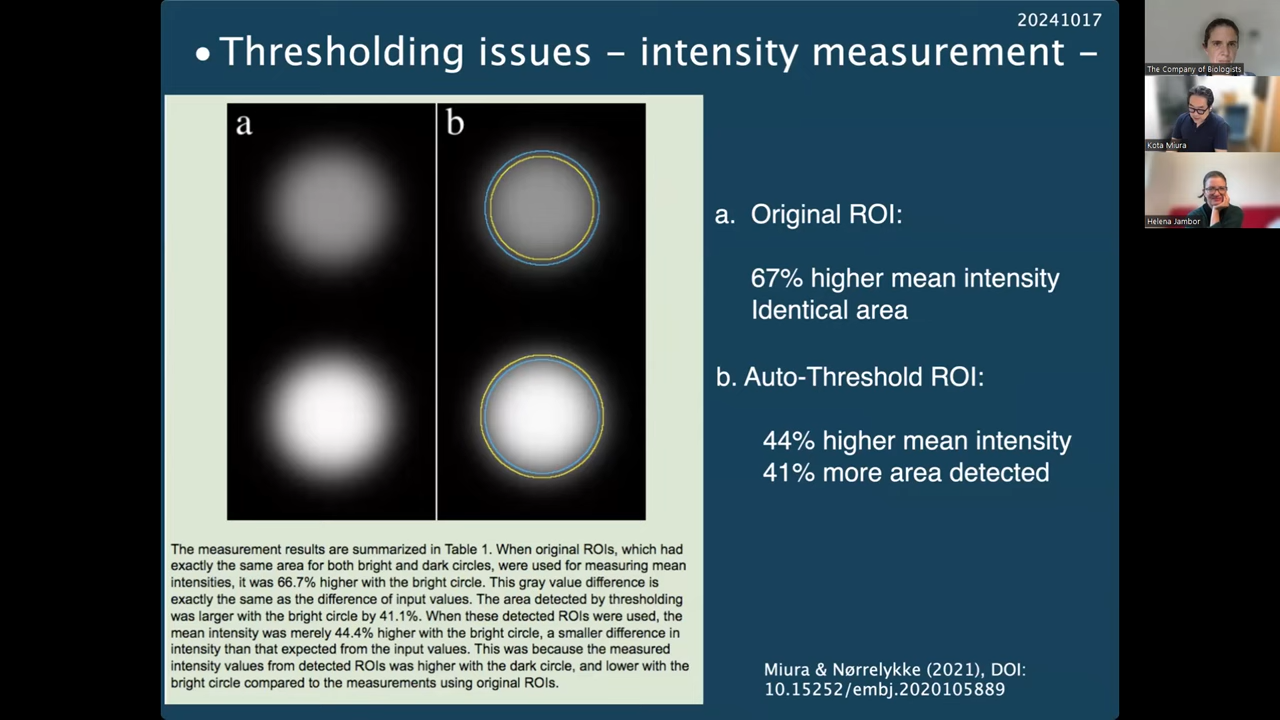 20241017
• Thresholding issues – intensity measurement –
a
b
The measurement results are summarized in Table 1. When original ROIs, which had
exactly the same area for both bright and dark circles, were used for measuring mean
intensities, it was 66.7% higher with the bright circle. This gray value difference is
exactly the same as the difference of input values. The area detected by thresholding
was larger with the bright circle by 41.1%. When these detected ROIs were used, the
mean intensity was merely 44.4% higher with the bright circle, a smaller difference in
intensity than that expected from the input values. This was because the measured
intensity values from detected ROIs was higher with the dark circle, and lower with the
bright circle compared to the measurements using original ROIs.
a. Original ROI:
67% higher mean intensity
Identical area
b. Auto-Threshold ROI:
44% higher mean intensity
41% more area detected
Miura & Nørrelykke (2021), DOI:
10.15252/embj.2020105889
The Company of Biologists
Kota Miura
Helena Jambor